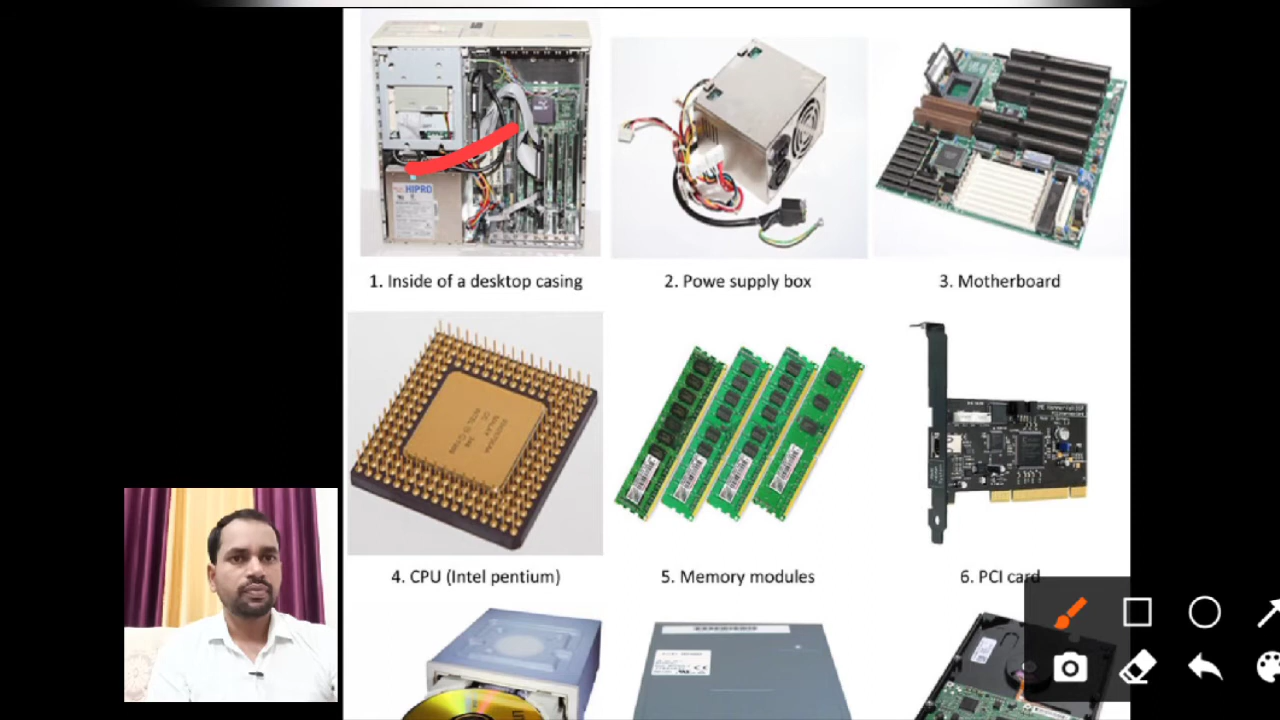 HIPRO
1. Inside of a desktop casing
2. Powe supply box
3. Motherboard
4. CPU (Intel pentium)
5. Memory modules
6. PCI card